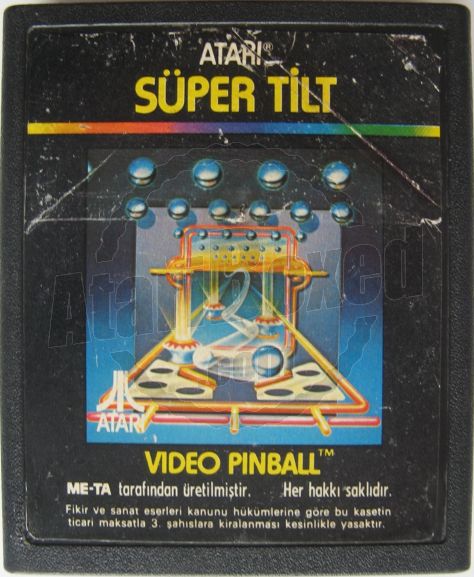 ATARI®
SÜPER TİLT
ATARI
VIDEO PINBALL™
ME-TA tarafından üretilmiştir. Her hakkı saklıdır.
Fikir ve sanat eserleri kanunu hükümlerine göre bu kasetin
ticari maksatla 3. şahıslara kiralanması kesinlikle yasaktır.